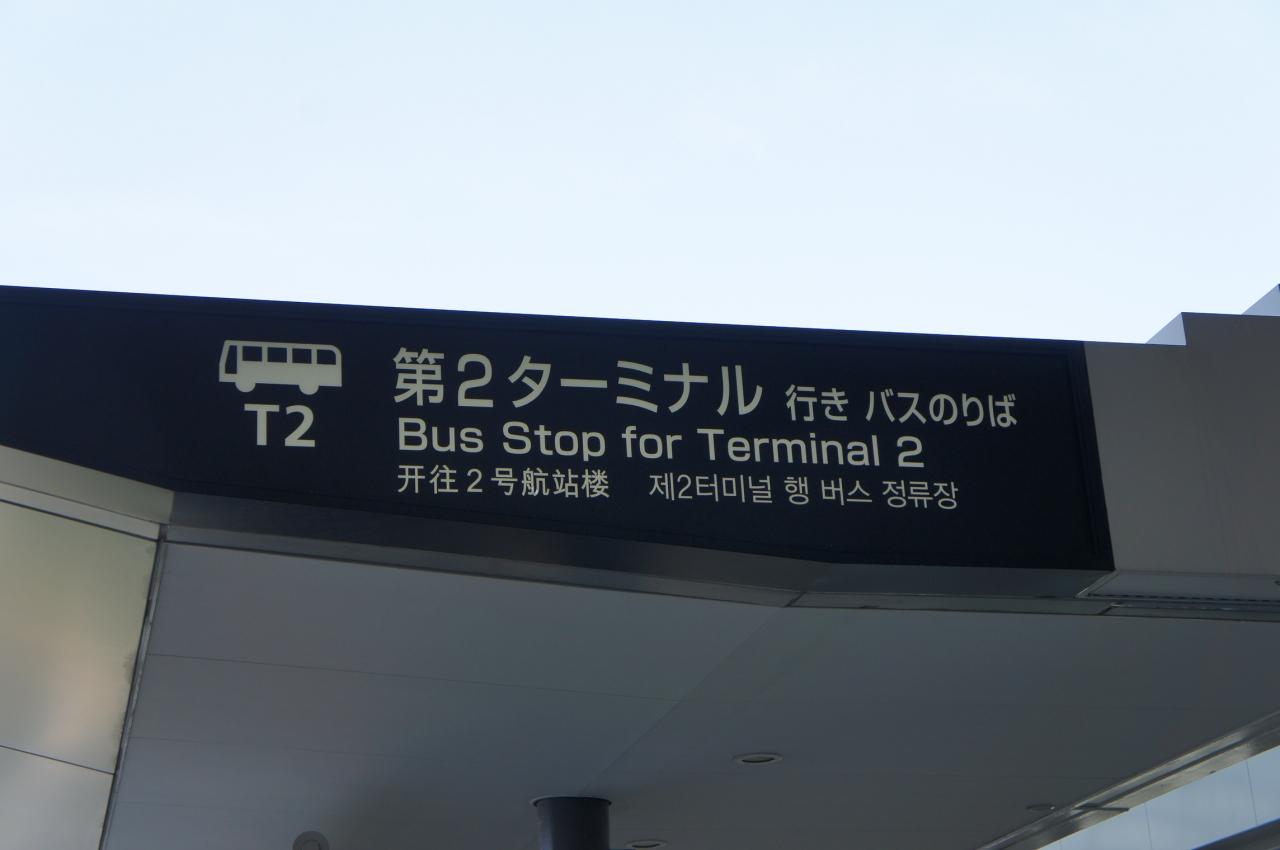 T2
第2ターミナル 行き バスのりば
Bus Stop for Terminal 2
开往2号航站楼 제2터미널 행 버스 정류장